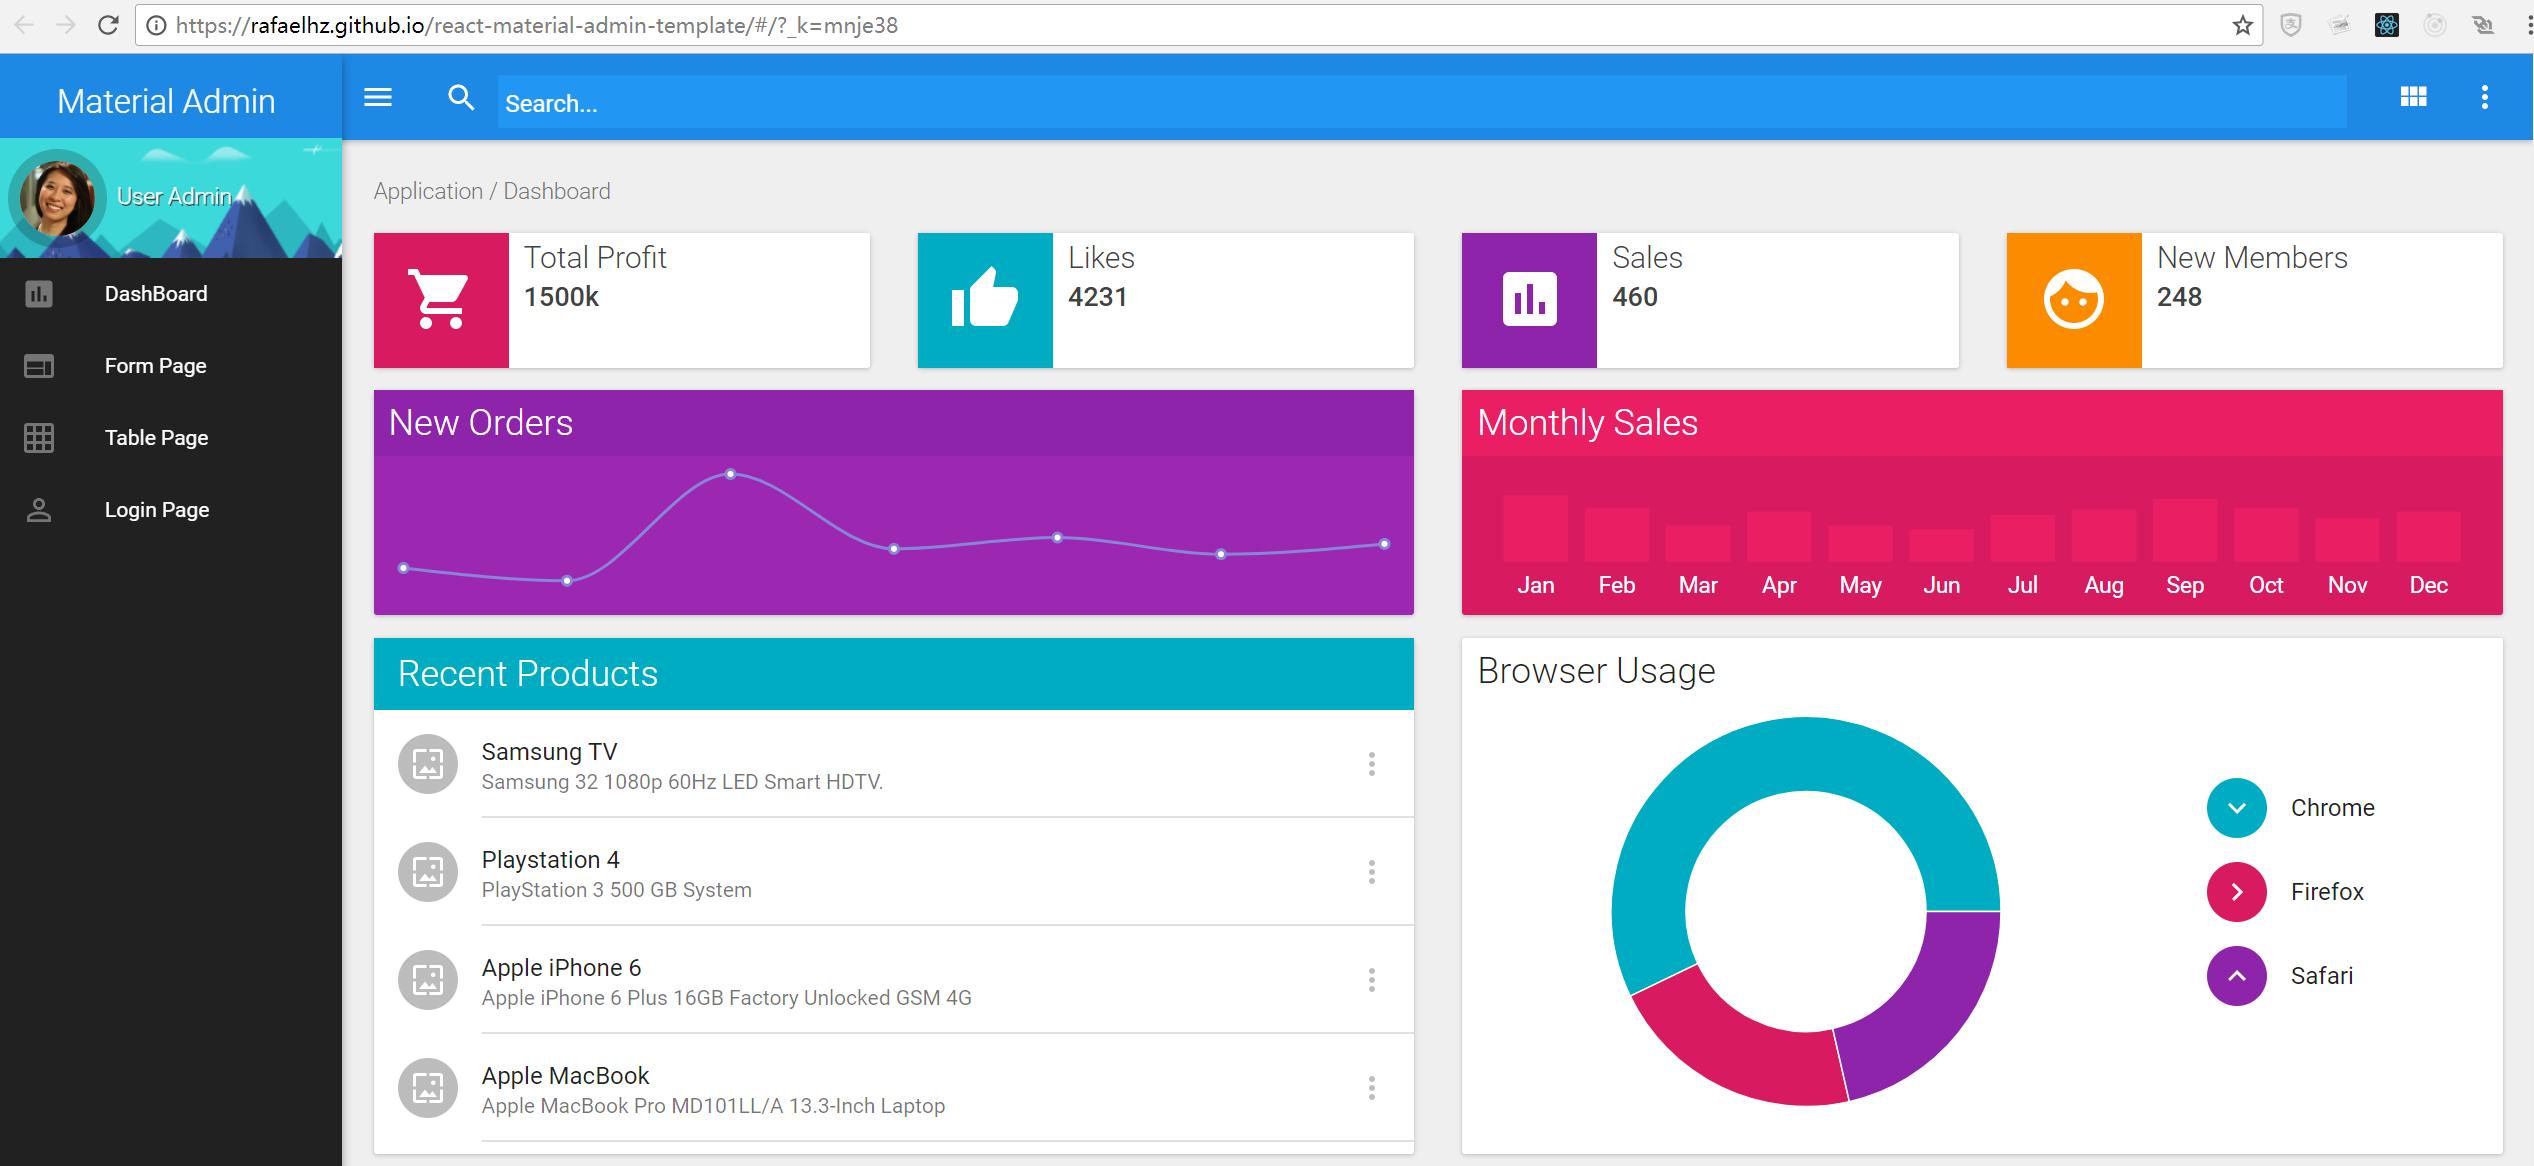 https://rafaelhz.github.io/react-material-admin-template/#/?_k=mnje38
Material Admin
Search...
User Admin
DashBoard
Form Page
Table Page
Login Page
Application / Dashboard
Total Profit
1500k
Likes
4231
Sales
460
New Members
248
New Orders
Monthly Sales
Jan Feb Mar Apr May Jun Jul Aug Sep Oct Nov Dec
Recent Products
Samsung TV
Samsung 32 1080p 60Hz LED Smart HDTV.
Playstation 4
PlayStation 3 500 GB System
Apple iPhone 6
Apple iPhone 6 Plus 16GB Factory Unlocked GSM 4G
Apple MacBook
Apple MacBook Pro MD101LL/A 13.3-Inch Laptop
Browser Usage
Chrome
Firefox
Safari